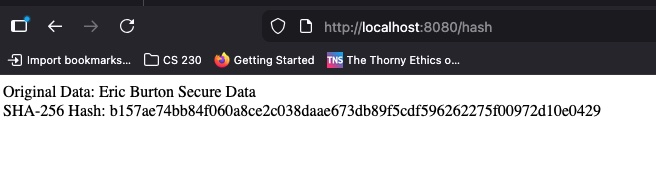 http://localhost:8080/hash
Import bookmarks... CS 230 Getting Started TNS The Thorny Ethics o...
Original Data: Eric Burton Secure Data
SHA-256 Hash: b157ae74bb84f060a8ce2c038daae673db89f5cdf596262275f00972d10e0429